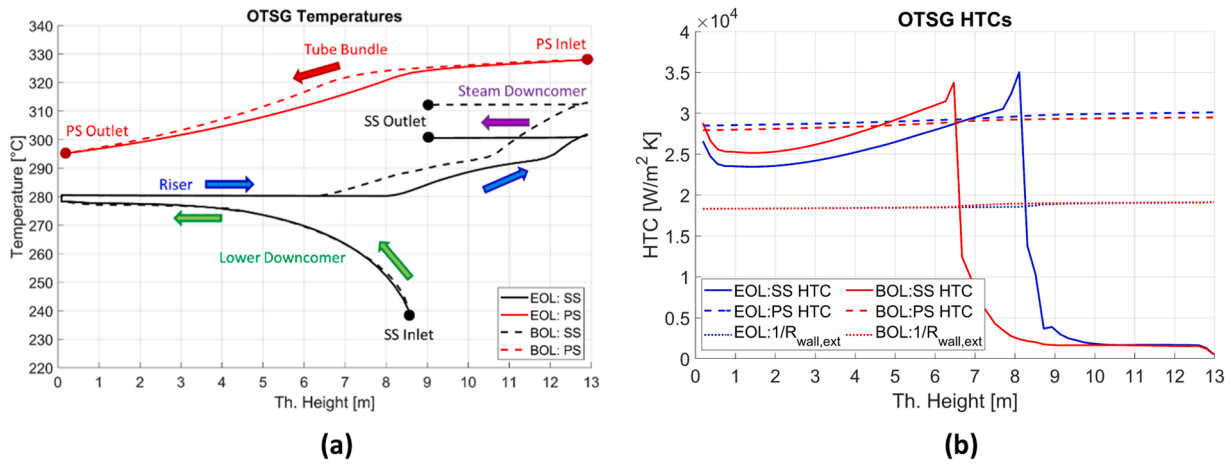 OTSG Temperatures
340
330
320
310
300
290
280
270
260
250
240
230
220
Temperature [°C]
0 1 2 3 4 5 6 7 8 9 10 11 12 13
Th. Height [m]
Tube Bundle
PS Inlet
Steam Downcomer
SS Outlet
PS Outlet
Riser
Lower Downcomer
SS Inlet
EOL: SS
EOL: PS
BOL: SS
BOL: PS
(a)
OTSG HTCs
×10⁴
4
3.5
3
2.5
2
1.5
1
0.5
0
HTC [W/m² K]
0 1 2 3 4 5 6 7 8 9 10 11 12 13
Th. Height [m]
EOL:SS HTC BOL:SS HTC
EOL:PS HTC BOL:PS HTC
EOL:1/R_wall,ext BOL:1/R_wall,ext
(b)